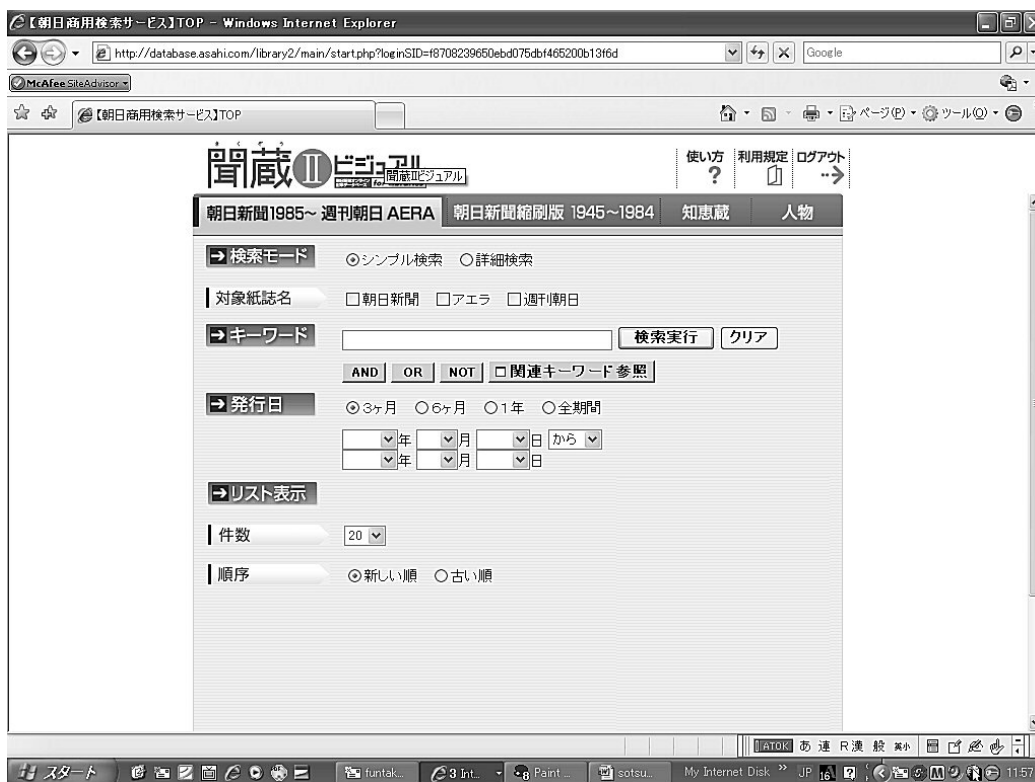 【朝日商用検索サービス】TOP - Windows Internet Explorer
http://database.asahi.com/library2/main/start.php?loginSID=f8708239650ebd075dbf465200b13f6d
Google
McAfee SiteAdvisor
【朝日商用検索サービス】TOP
ページ(P) ツール(O)
聞蔵Ⅱビジュアル
聞蔵Ⅱビジュアル
使い方 利用規定 ログアウト
朝日新聞1985～ 週刊朝日 AERA 朝日新聞縮刷版 1945～1984 知恵蔵 人物
検索モード シンプル検索 詳細検索
対象紙誌名 朝日新聞 アエラ 週刊朝日
キーワード 検索実行 クリア
AND OR NOT 関連キーワード参照
発行日 3ヶ月 6ヶ月 1年 全期間
年 月 日 から
年 月 日
リスト表示
件数 20
順序 新しい順 古い順
ATOK あ 連 R漢 般 英小
スタート funtak... 3 Int... Paint ... sotsu... My Internet Disk JP 16 11:57